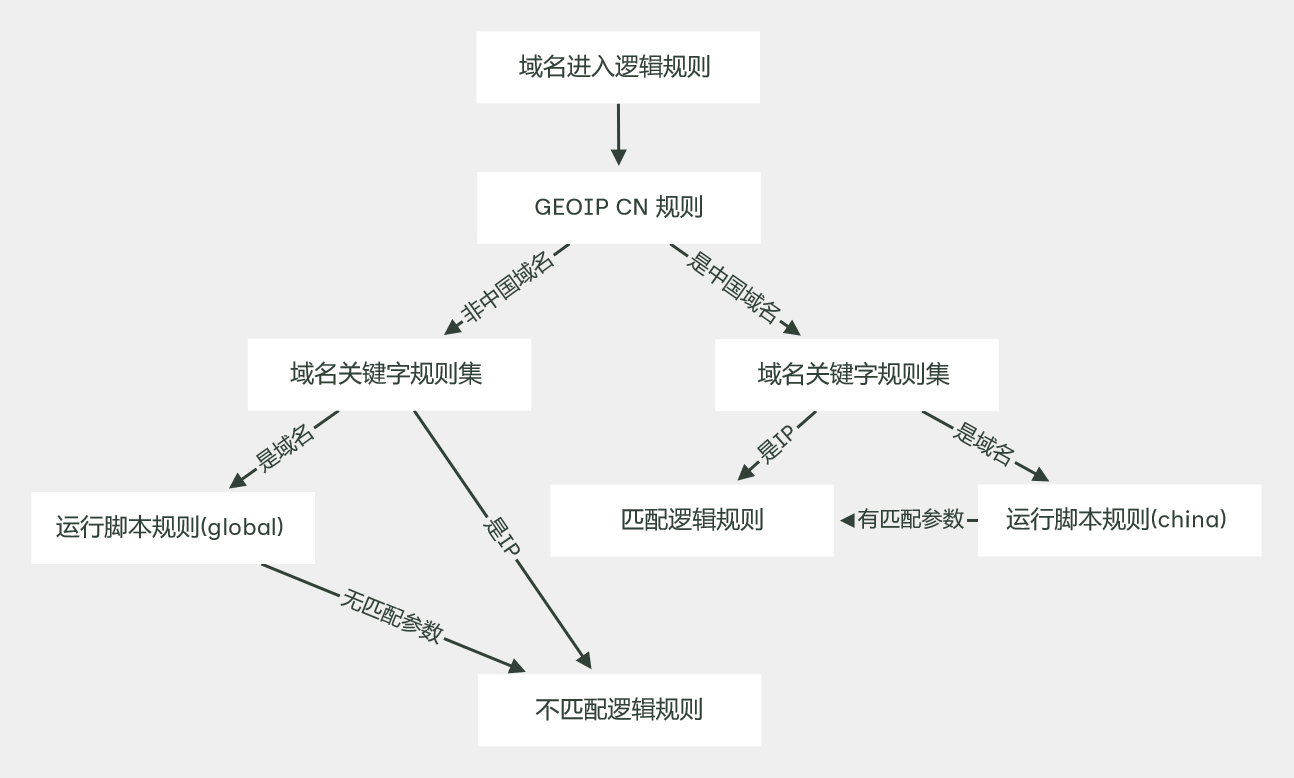 域名进入逻辑规则
GEOIP CN 规则
非中国域名
是中国域名
域名关键字规则集
域名关键字规则集
是域名
是IP
是IP
是域名
运行脚本规则(global)
匹配逻辑规则
有匹配参数
运行脚本规则(china)
无匹配参数
不匹配逻辑规则